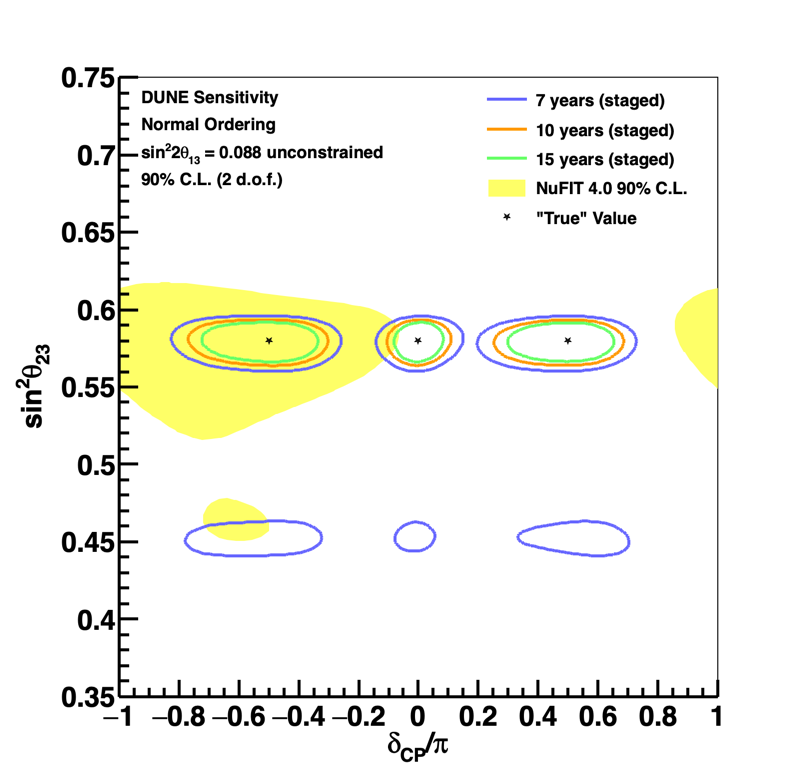 DUNE Sensitivity
Normal Ordering
sin²2θ₁₃ = 0.088 unconstrained
90% C.L. (2 d.o.f.)
7 years (staged)
10 years (staged)
15 years (staged)
NuFIT 4.0 90% C.L.
"True" Value
0.75
0.7
0.65
0.6
0.55
0.5
0.45
0.4
0.35
sin²θ₂₃
−1 −0.8 −0.6 −0.4 −0.2 0 0.2 0.4 0.6 0.8 1
δCP/π